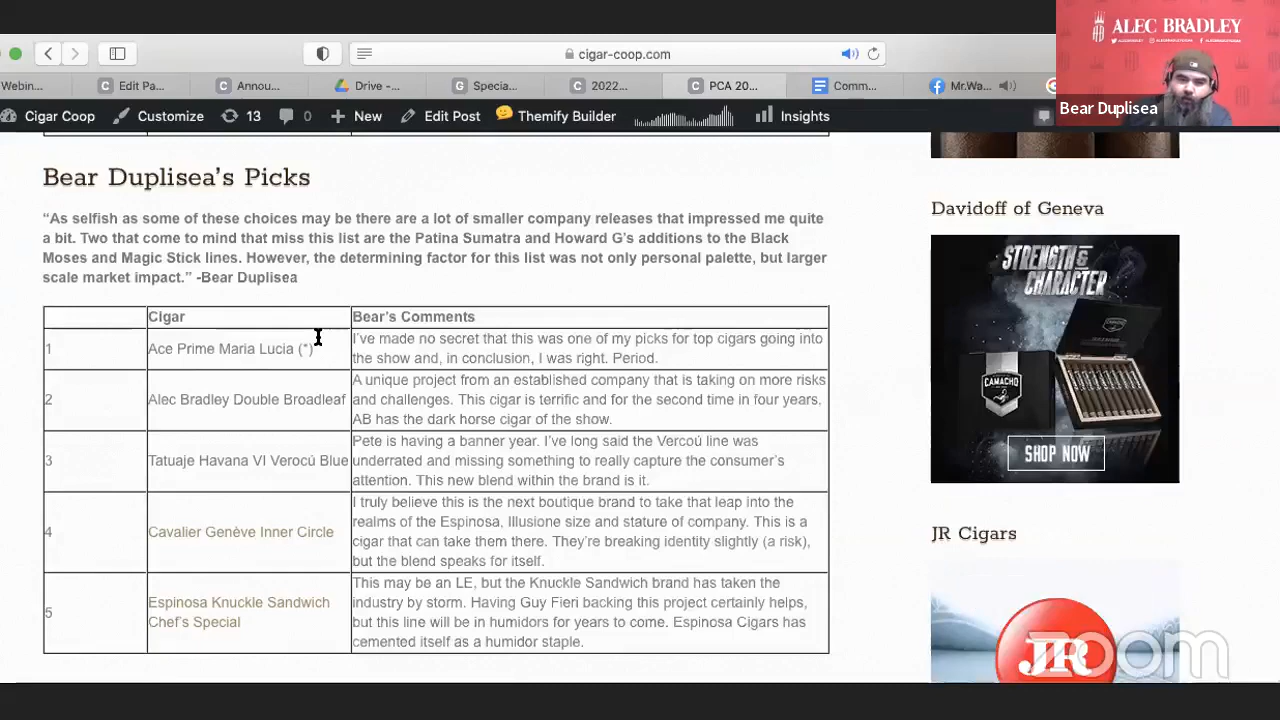 ALEC BRADLEY
cigar-coop.com
Webin...
Edit Pa...
Annou...
Drive -...
Specia...
2022...
PCA 20...
Comm...
Mr.Wa...
Bear Duplisea
Cigar Coop
Customize
13
0
New
Edit Post
Themify Builder
Insights
Bear Duplisea’s Picks
“As selfish as some of these choices may be there are a lot of smaller company releases that impressed me quite
a bit. Two that come to mind that miss this list are the Patina Sumatra and Howard G’s additions to the Black
Moses and Magic Stick lines. However, the determining factor for this list was not only personal palette, but larger
scale market impact.” -Bear Duplisea
Cigar
Bear’s Comments
1
Ace Prime Maria Lucia (*)
I’ve made no secret that this was one of my picks for top cigars going into
the show and, in conclusion, I was right. Period.
2
Alec Bradley Double Broadleaf
A unique project from an established company that is taking on more risks
and challenges. This cigar is terrific and for the second time in four years,
AB has the dark horse cigar of the show.
3
Tatuaje Havana VI Verocú Blue
Pete is having a banner year. I’ve long said the Vercoú line was
underrated and missing something to really capture the consumer’s
attention. This new blend within the brand is it.
4
Cavalier Genève Inner Circle
I truly believe this is the next boutique brand to take that leap into the
realms of the Espinosa, Illusione size and stature of company. This is a
cigar that can take them there. They’re breaking identity slightly (a risk),
but the blend speaks for itself.
5
Espinosa Knuckle Sandwich
Chef’s Special
This may be an LE, but the Knuckle Sandwich brand has taken the
industry by storm. Having Guy Fieri backing this project certainly helps,
but this line will be in humidors for years to come. Espinosa Cigars has
cemented itself as a humidor staple.
Davidoff of Geneva
STRENGTH &
CHARACTER
CAMACHO
SHOP NOW
JR Cigars
JR
zoom